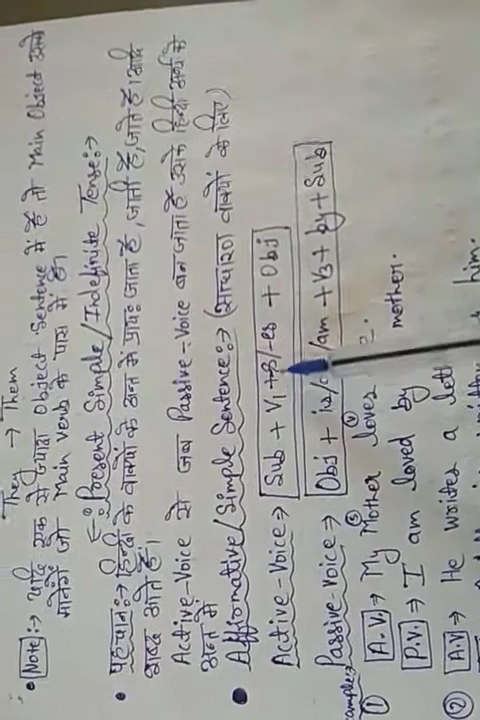 They → Them
• Note:→ यदि एक से ज्यादा Object Sentence में हैं तो Main Object उसे
मानेंगे जो Main Verb के पास में है।
Present Simple/Indefinite Tense:→
• पहचान:→ हिन्दी के वाक्यों के अन्त में प्रायः जाता है, जाती है, जाते हैं। आदि
शब्द आते हैं।
Active-Voice से जब Passive-Voice बन जाता है उसके हिन्दी अर्थ के
अन्त में
• Affirmative/Simple Sentence:→ (साधारण वाक्यों के लिए)
Active-Voice→ Sub + V1 + s/-es + Obj
Passive-Voice→ Obj + is/ /am + V3 + by + Sub
① A.V. ⇒ My Mother loves
P.V. ⇒ I am loved by mother.
② A.V ⇒ He writes a
him.